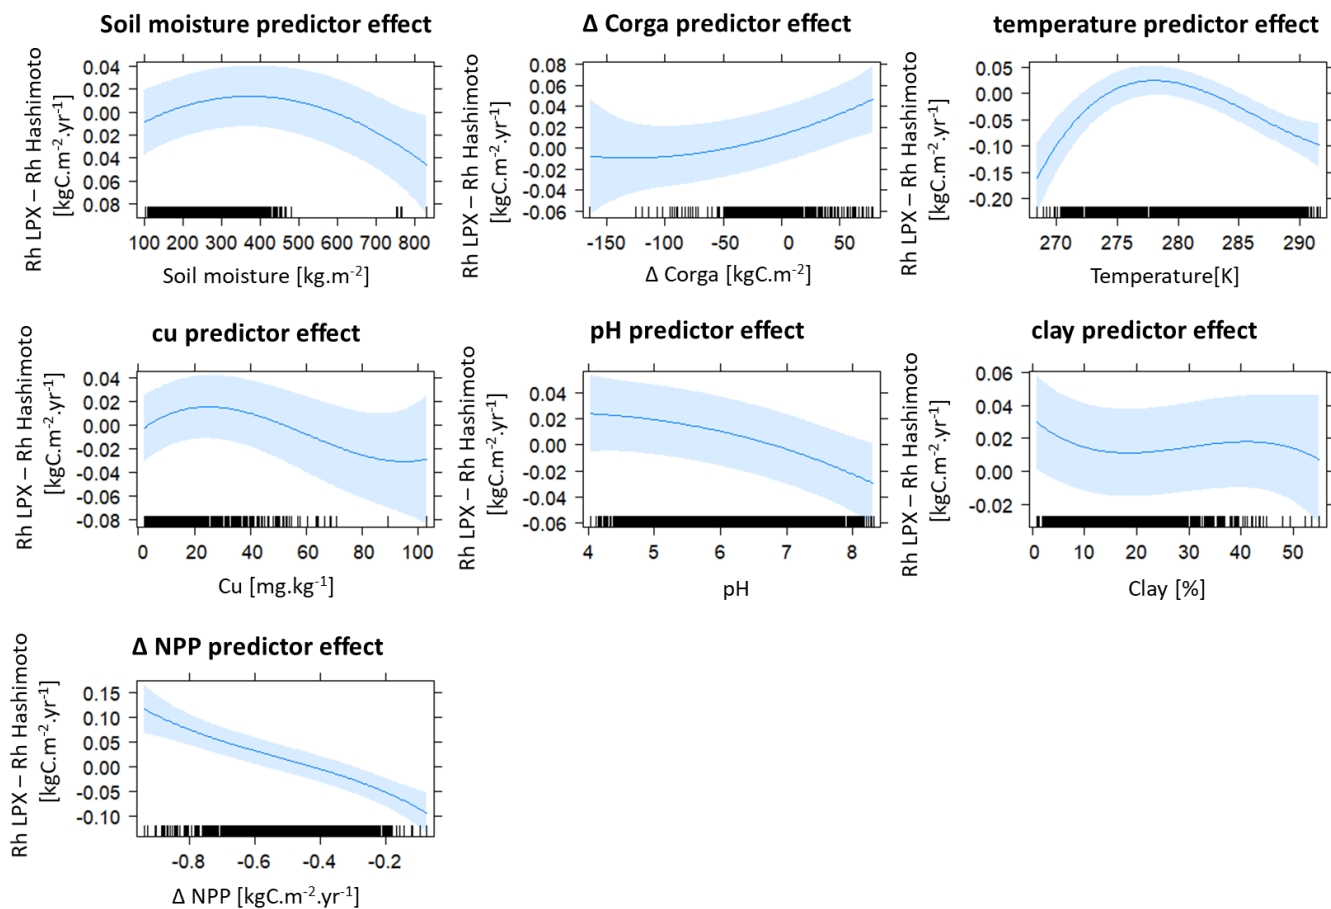 Soil moisture predictor effect
Rh LPX – Rh Hashimoto
[kgC.m-2.yr-1]
0.04
0.02
0.00
0.02
0.04
0.06
0.08
100 200 300 400 500 600 700 800
Soil moisture [kg.m-2]
Δ Corga predictor effect
Rh LPX – Rh Hashimoto
[kgC.m-2.yr-1]
0.08
0.06
0.04
0.02
0.00
-0.02
-0.04
-0.06
-150 -100 -50 0 50
Δ Corga [kgC.m-2]
temperature predictor effect
Rh LPX – Rh Hashimoto
[kgC.m-2.yr-1]
0.05
0.00
-0.05
-0.10
-0.15
-0.20
270 275 280 285 290
Temperature[K]
cu predictor effect
Rh LPX – Rh Hashimoto
[kgC.m-2.yr-1]
0.04
0.02
0.00
-0.02
-0.04
-0.06
-0.08
0 20 40 60 80 100
Cu [mg.kg-1]
pH predictor effect
Rh LPX – Rh Hashimoto
[kgC.m-2.yr-1]
0.04
0.02
0.00
-0.02
-0.04
-0.06
4 5 6 7 8
pH
clay predictor effect
Rh LPX – Rh Hashimoto
[kgC.m-2.yr-1]
0.06
0.04
0.02
0.00
-0.02
0 10 20 30 40 50
Clay [%]
Δ NPP predictor effect
Rh LPX – Rh Hashimoto
[kgC.m-2.yr-1]
0.15
0.10
0.05
0.00
-0.05
-0.10
-0.8 -0.6 -0.4 -0.2
Δ NPP [kgC.m-2.yr-1]